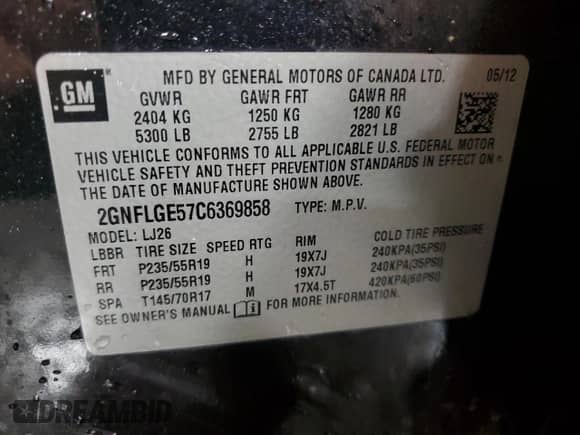 GM
MFD BY GENERAL MOTORS OF CANADA LTD. 05/12
GVWR GAWR FRT GAWR RR
2404 KG 1250 KG 1280 KG
5300 LB 2755 LB 2821 LB
THIS VEHICLE CONFORMS TO ALL APPLICABLE U.S. FEDERAL MOTOR
VEHICLE SAFETY AND THEFT PREVENTION STANDARDS IN EFFECT ON
THE DATE OF MANUFACTURE SHOWN ABOVE.
2GNFLGE57C6369858 TYPE: M.P.V.
MODEL: LJ26
LBBR TIRE SIZE SPEED RTG RIM COLD TIRE PRESSURE
FRT P235/55R19 H 19X7J 240KPA(35PSI)
RR P235/55R19 H 19X7J 240KPA(35PSI)
SPA T145/70R17 M 17X4.5T 420KPA(60PSI)
SEE OWNER'S MANUAL FOR MORE INFORMATION.
DREAMBID